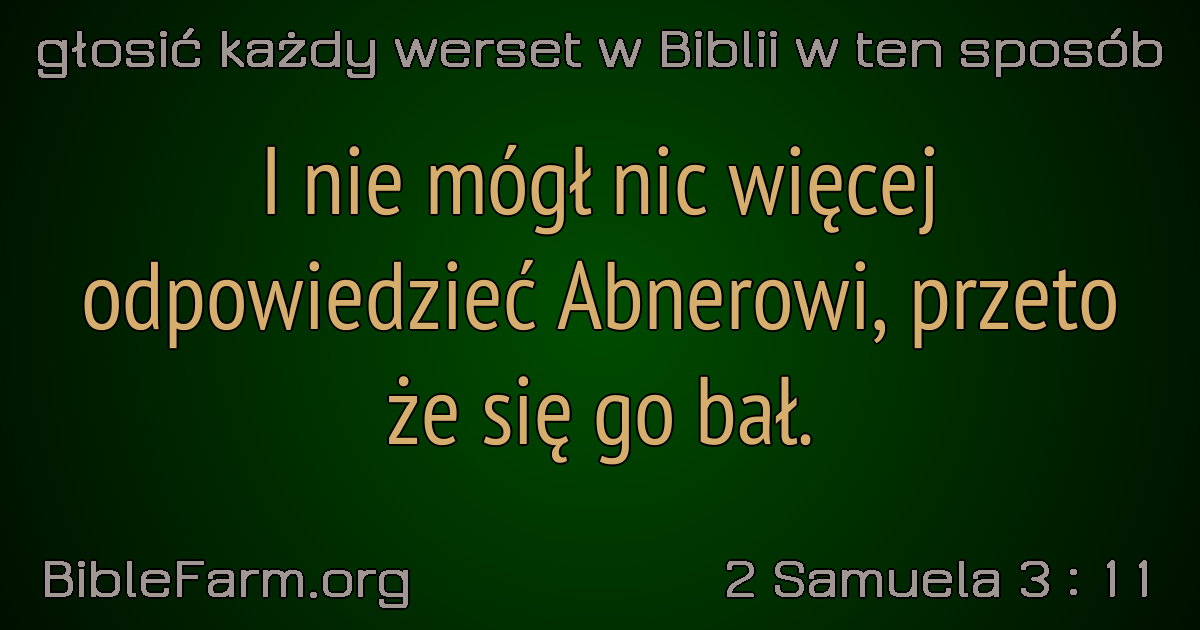 głosić każdy werset w Biblii w ten sposób
I nie mógł nic więcej
odpowiedzieć Abnerowi, przeto
że się go bał.
BibleFarm.org
2 Samuela 3 : 11